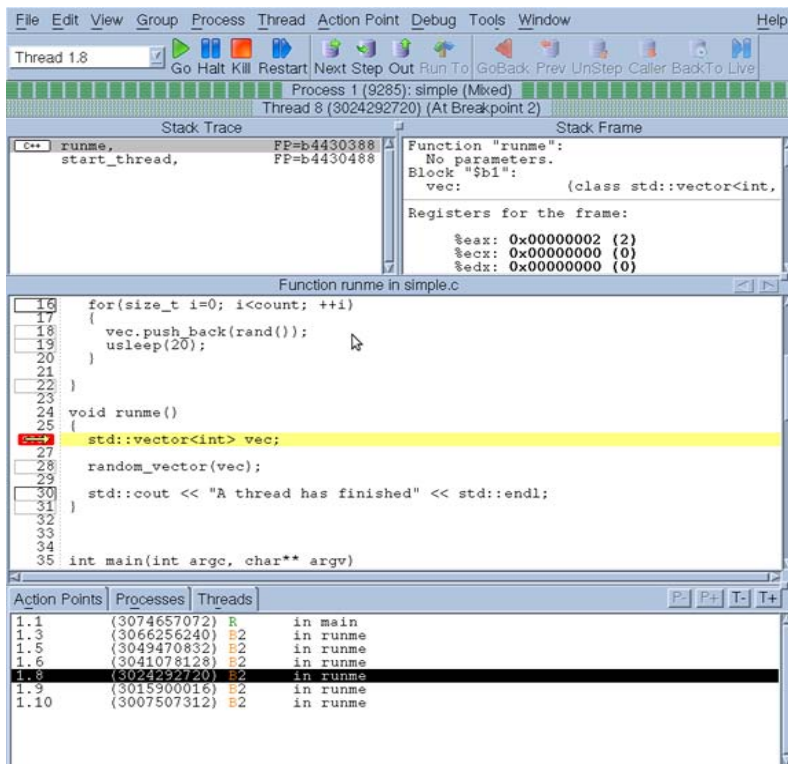 File Edit View Group Process Thread Action Point Debug Tools Window Help
Thread 1.8
Go Halt Kill Restart Next Step Out Run To GoBack Prev UnStep Caller BackTo Live
Process 1 (9285): simple (Mixed)
Thread 8 (3024292720) (At Breakpoint 2)
Stack Trace
C++ runme, FP=b4430388
start_thread, FP=b4430488
Stack Frame
Function "runme":
No parameters.
Block "$b1":
vec: (class std::vector<int,
Registers for the frame:
%eax: 0x00000002 (2)
%ecx: 0x00000000 (0)
%edx: 0x00000000 (0)
Function runme in simple.c
16 for(size_t i=0; i<count; ++i)
17 {
18 vec.push_back(rand());
19 usleep(20);
20 }
21
22 }
23
24 void runme()
25 {
std::vector<int> vec;
27
28 random_vector(vec);
29
30 std::cout << "A thread has finished" << std::endl;
31 }
32
33
34
35 int main(int argc, char** argv)
Action Points Processes Threads P- P+ T- T+
1.1 (3074657072) R in main
1.3 (3066256240) B2 in runme
1.5 (3049470832) B2 in runme
1.6 (3041078128) B2 in runme
1.8 (3024292720) B2 in runme
1.9 (3015900016) B2 in runme
1.10 (3007507312) B2 in runme